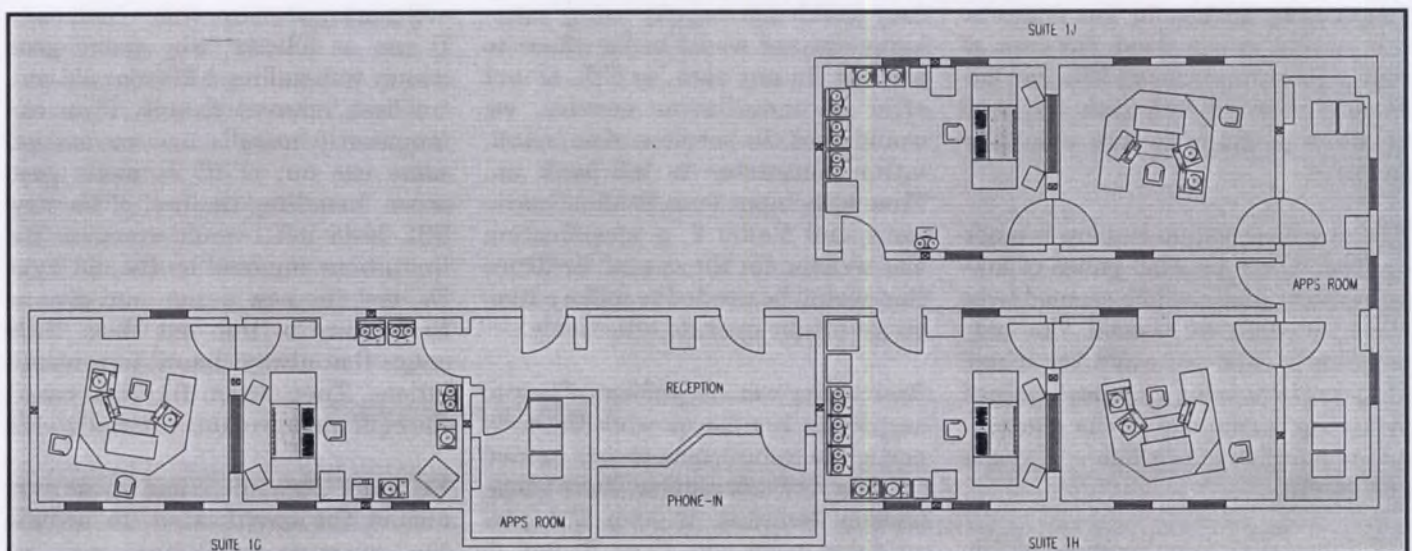 SUITE 1J
APPS ROOM
RECEPTION
PHONE-IN
APPS ROOM
SUITE 1G
SUITE 1H